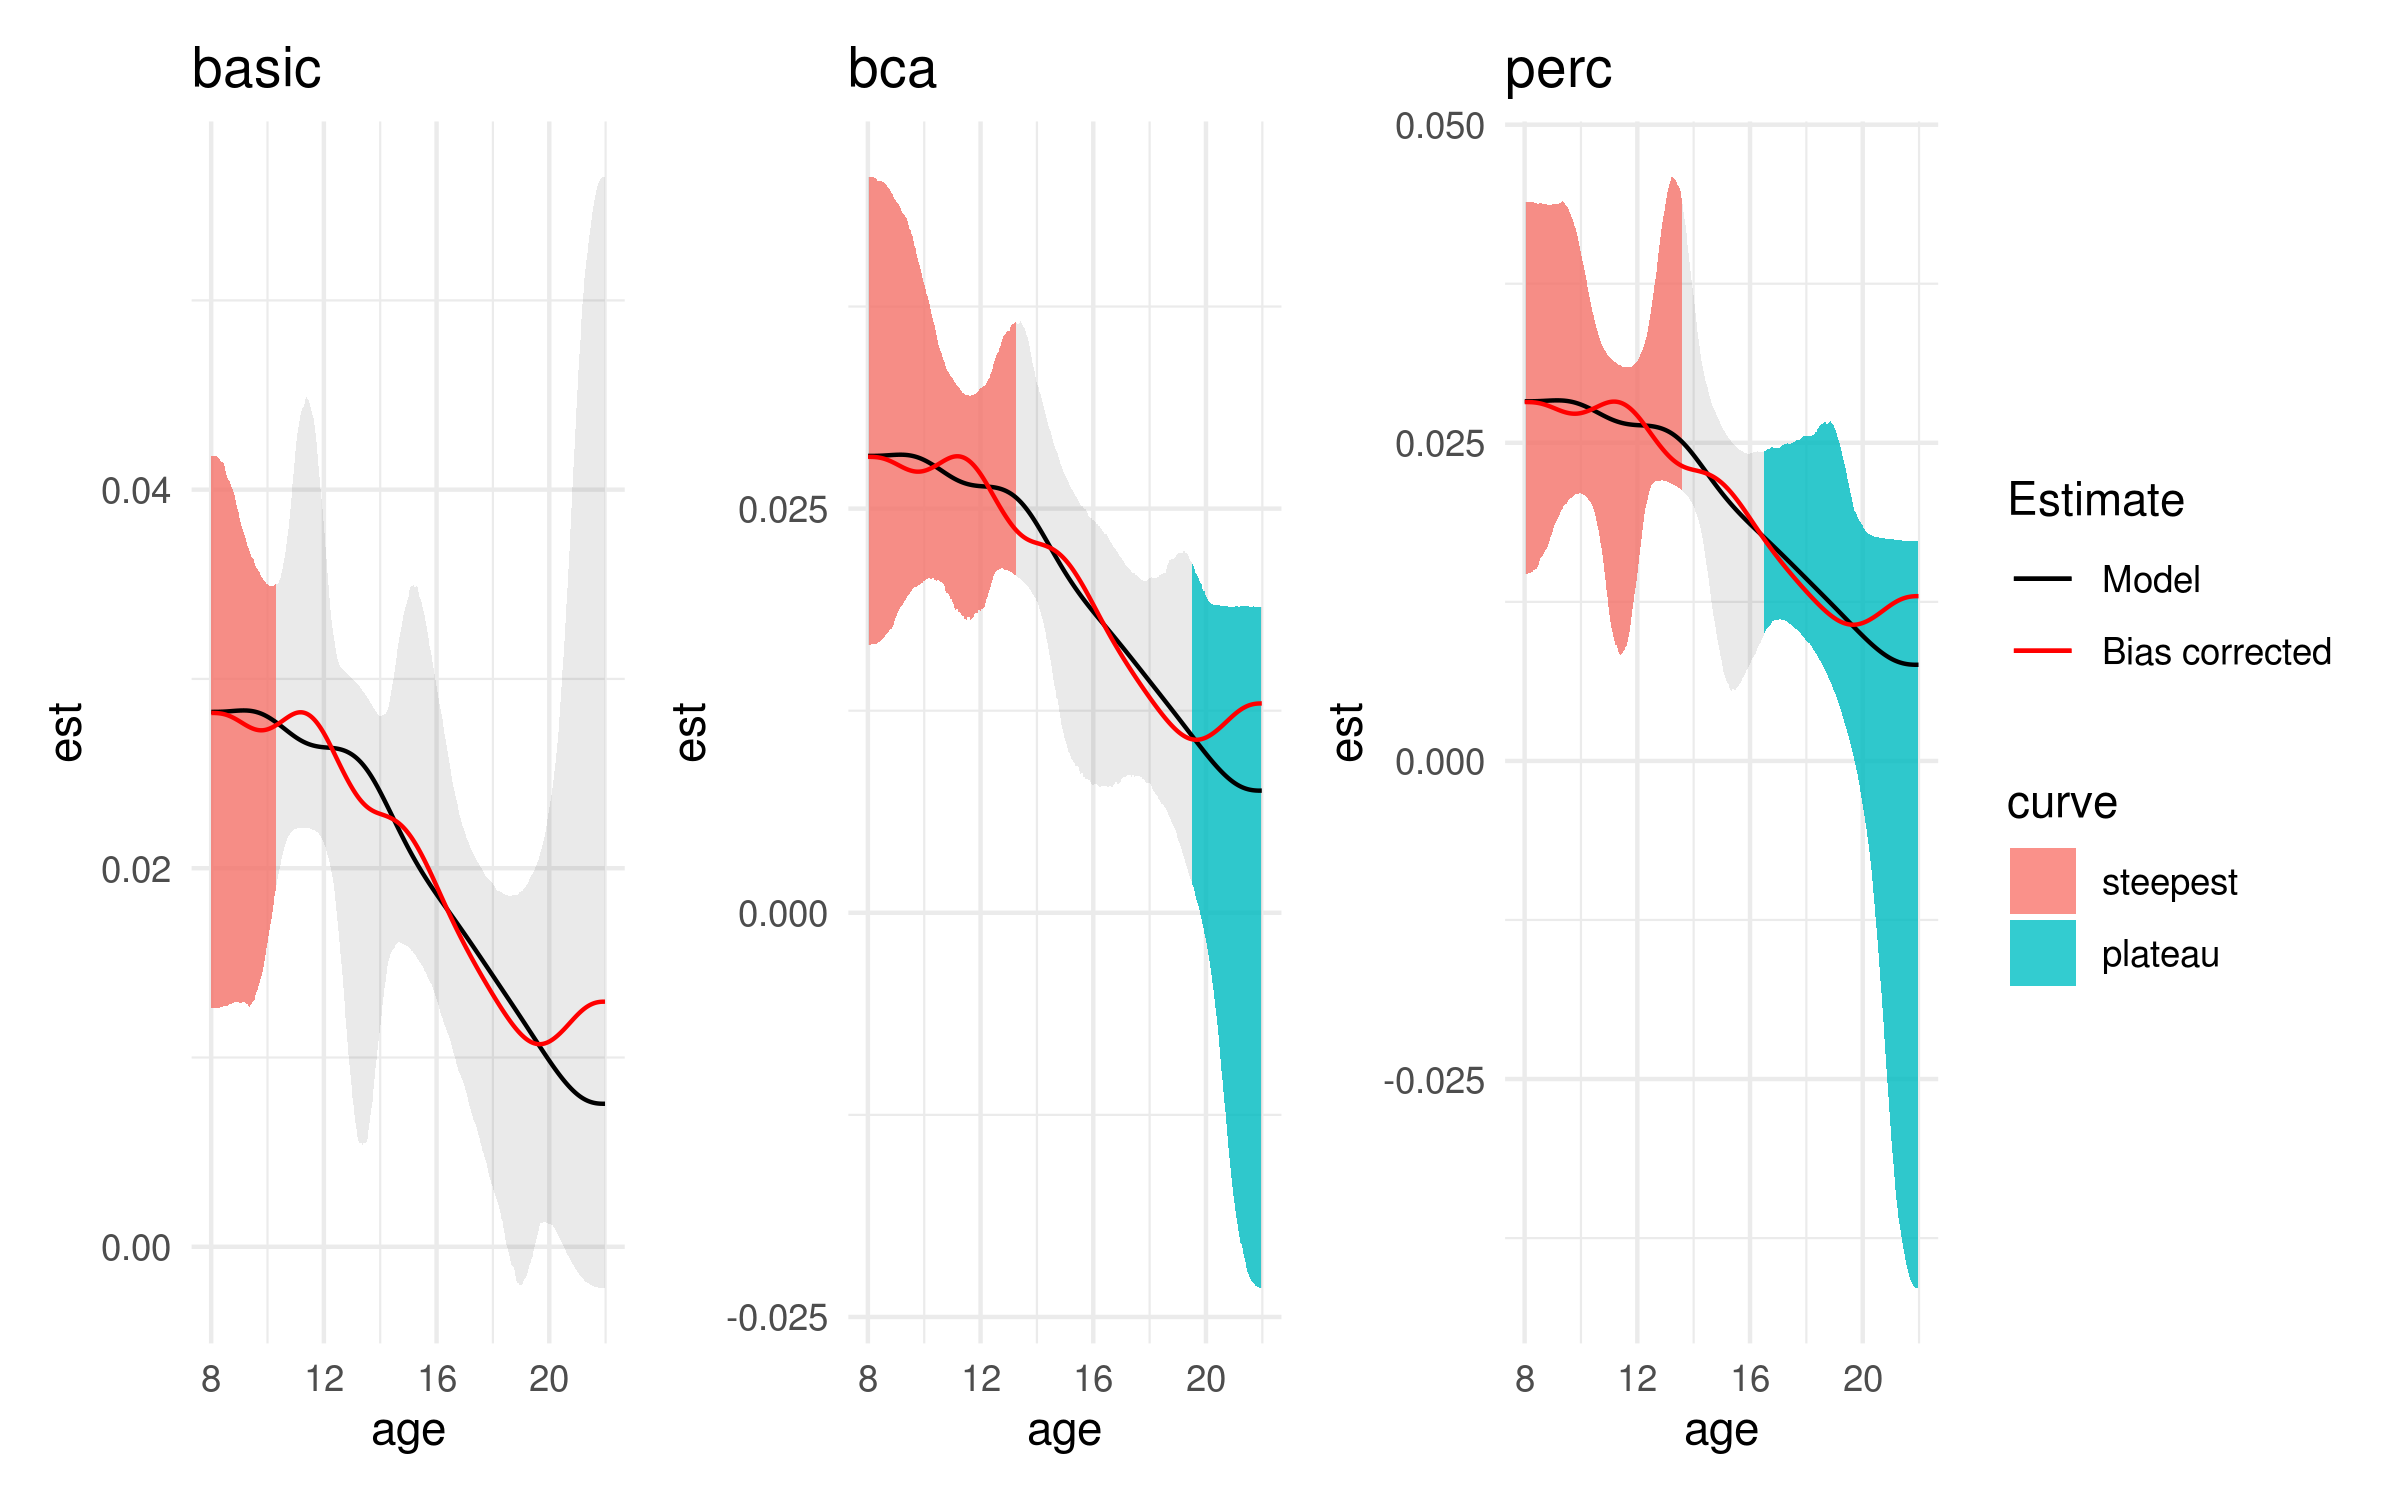 basic
bca
perc
0.04
0.02
0.00
est
8 12 16 20
age
0.025
0.000
-0.025
est
8 12 16 20
age
0.050
0.025
0.000
-0.025
est
8 12 16 20
age
Estimate
Model
Bias corrected
curve
steepest
plateau